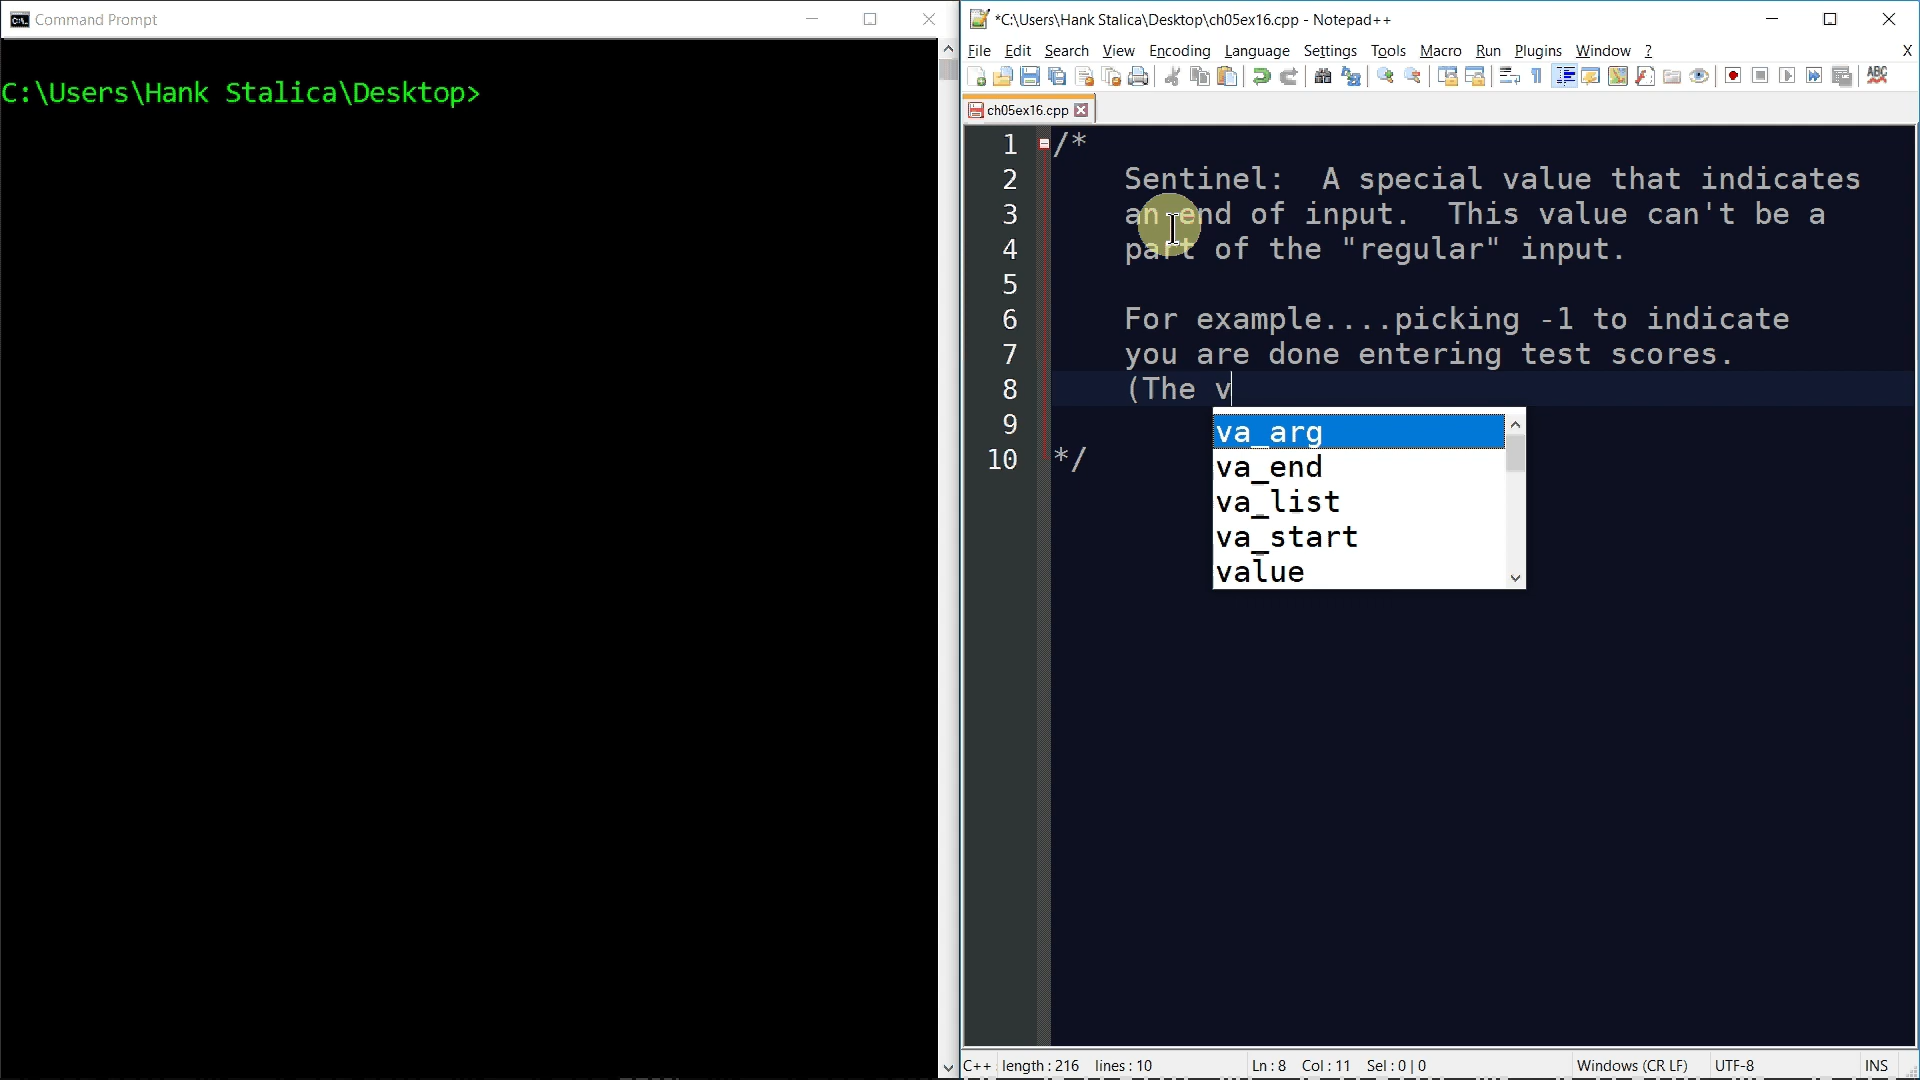 Command Prompt
C:\Users\Hank Stalica\Desktop>
*C:\Users\Hank Stalica\Desktop\ch05ex16.cpp - Notepad++
File Edit Search View Encoding Language Settings Tools Macro Run Plugins Window ? X
ABC
ch05ex16.cpp
1 /*
2 Sentinel:  A special value that indicates
3 an end of input.  This value can't be a
4 part of the "regular" input.
5
6 For example....picking -1 to indicate
7 you are done entering test scores.
8 (The v
9
10 */
va_arg
va_end
va_list
va_start
value
C++ length : 216 lines : 10 Ln : 8 Col : 11 Sel : 0 | 0 Windows (CR LF) UTF-8 INS